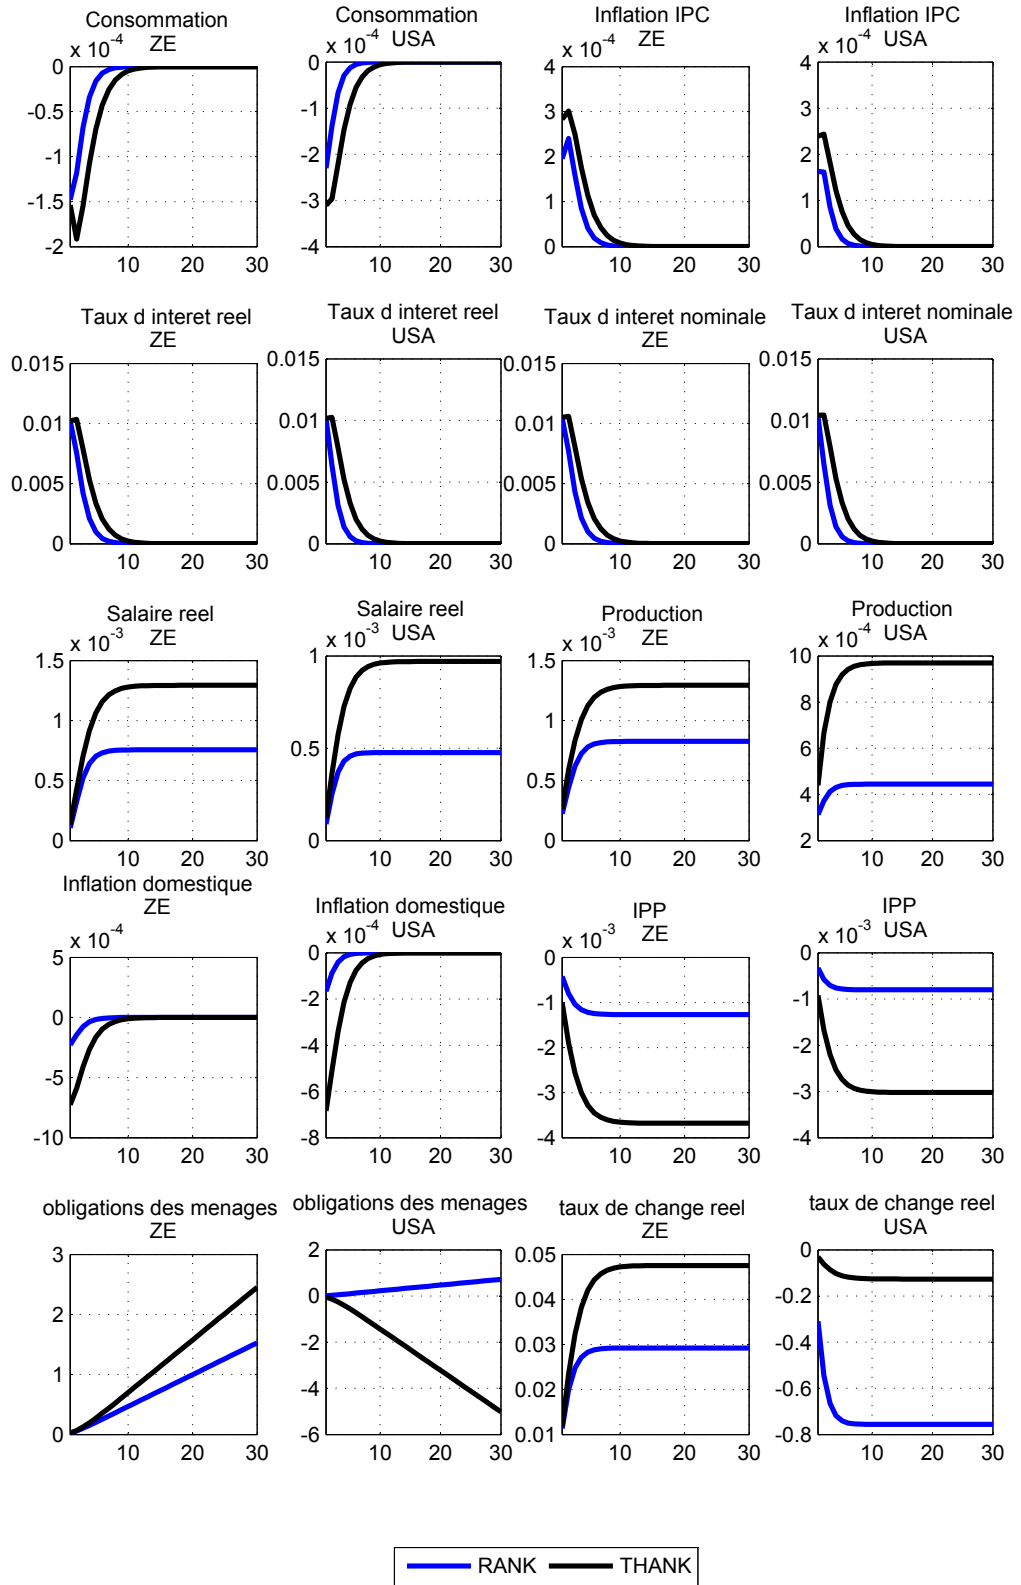 Consommation
ZE
x 10^-4
0
-0.5
-1
-1.5
-2
10 20 30
Consommation
USA
x 10^-4
0
-1
-2
-3
-4
10 20 30
Inflation IPC
ZE
x 10^-4
4
3
2
1
0
10 20 30
Inflation IPC
USA
x 10^-4
4
3
2
1
0
10 20 30
Taux d interet reel
ZE
0.015
0.01
0.005
0
10 20 30
Taux d interet reel
USA
0.015
0.01
0.005
0
10 20 30
Taux d interet nominale
ZE
0.015
0.01
0.005
0
10 20 30
Taux d interet nominale
USA
0.015
0.01
0.005
0
10 20 30
Salaire reel
ZE
x 10^-3
1.5
1
0.5
0
10 20 30
Salaire reel
USA
x 10^-3
1
0.5
0
10 20 30
Production
ZE
x 10^-3
1.5
1
0.5
0
10 20 30
Production
USA
x 10^-4
10
8
6
4
2
10 20 30
Inflation domestique
ZE
x 10^-4
5
0
-5
-10
10 20 30
Inflation domestique
USA
x 10^-4
0
-2
-4
-6
-8
10 20 30
IPP
ZE
x 10^-3
0
-1
-2
-3
-4
10 20 30
IPP
USA
x 10^-3
0
-1
-2
-3
-4
10 20 30
obligations des menages
ZE
3
2
1
0
10 20 30
obligations des menages
USA
2
0
-2
-4
-6
10 20 30
taux de change reel
ZE
0.05
0.04
0.03
0.02
0.01
10 20 30
taux de change reel
USA
0
-0.2
-0.4
-0.6
-0.8
10 20 30
RANK THANK